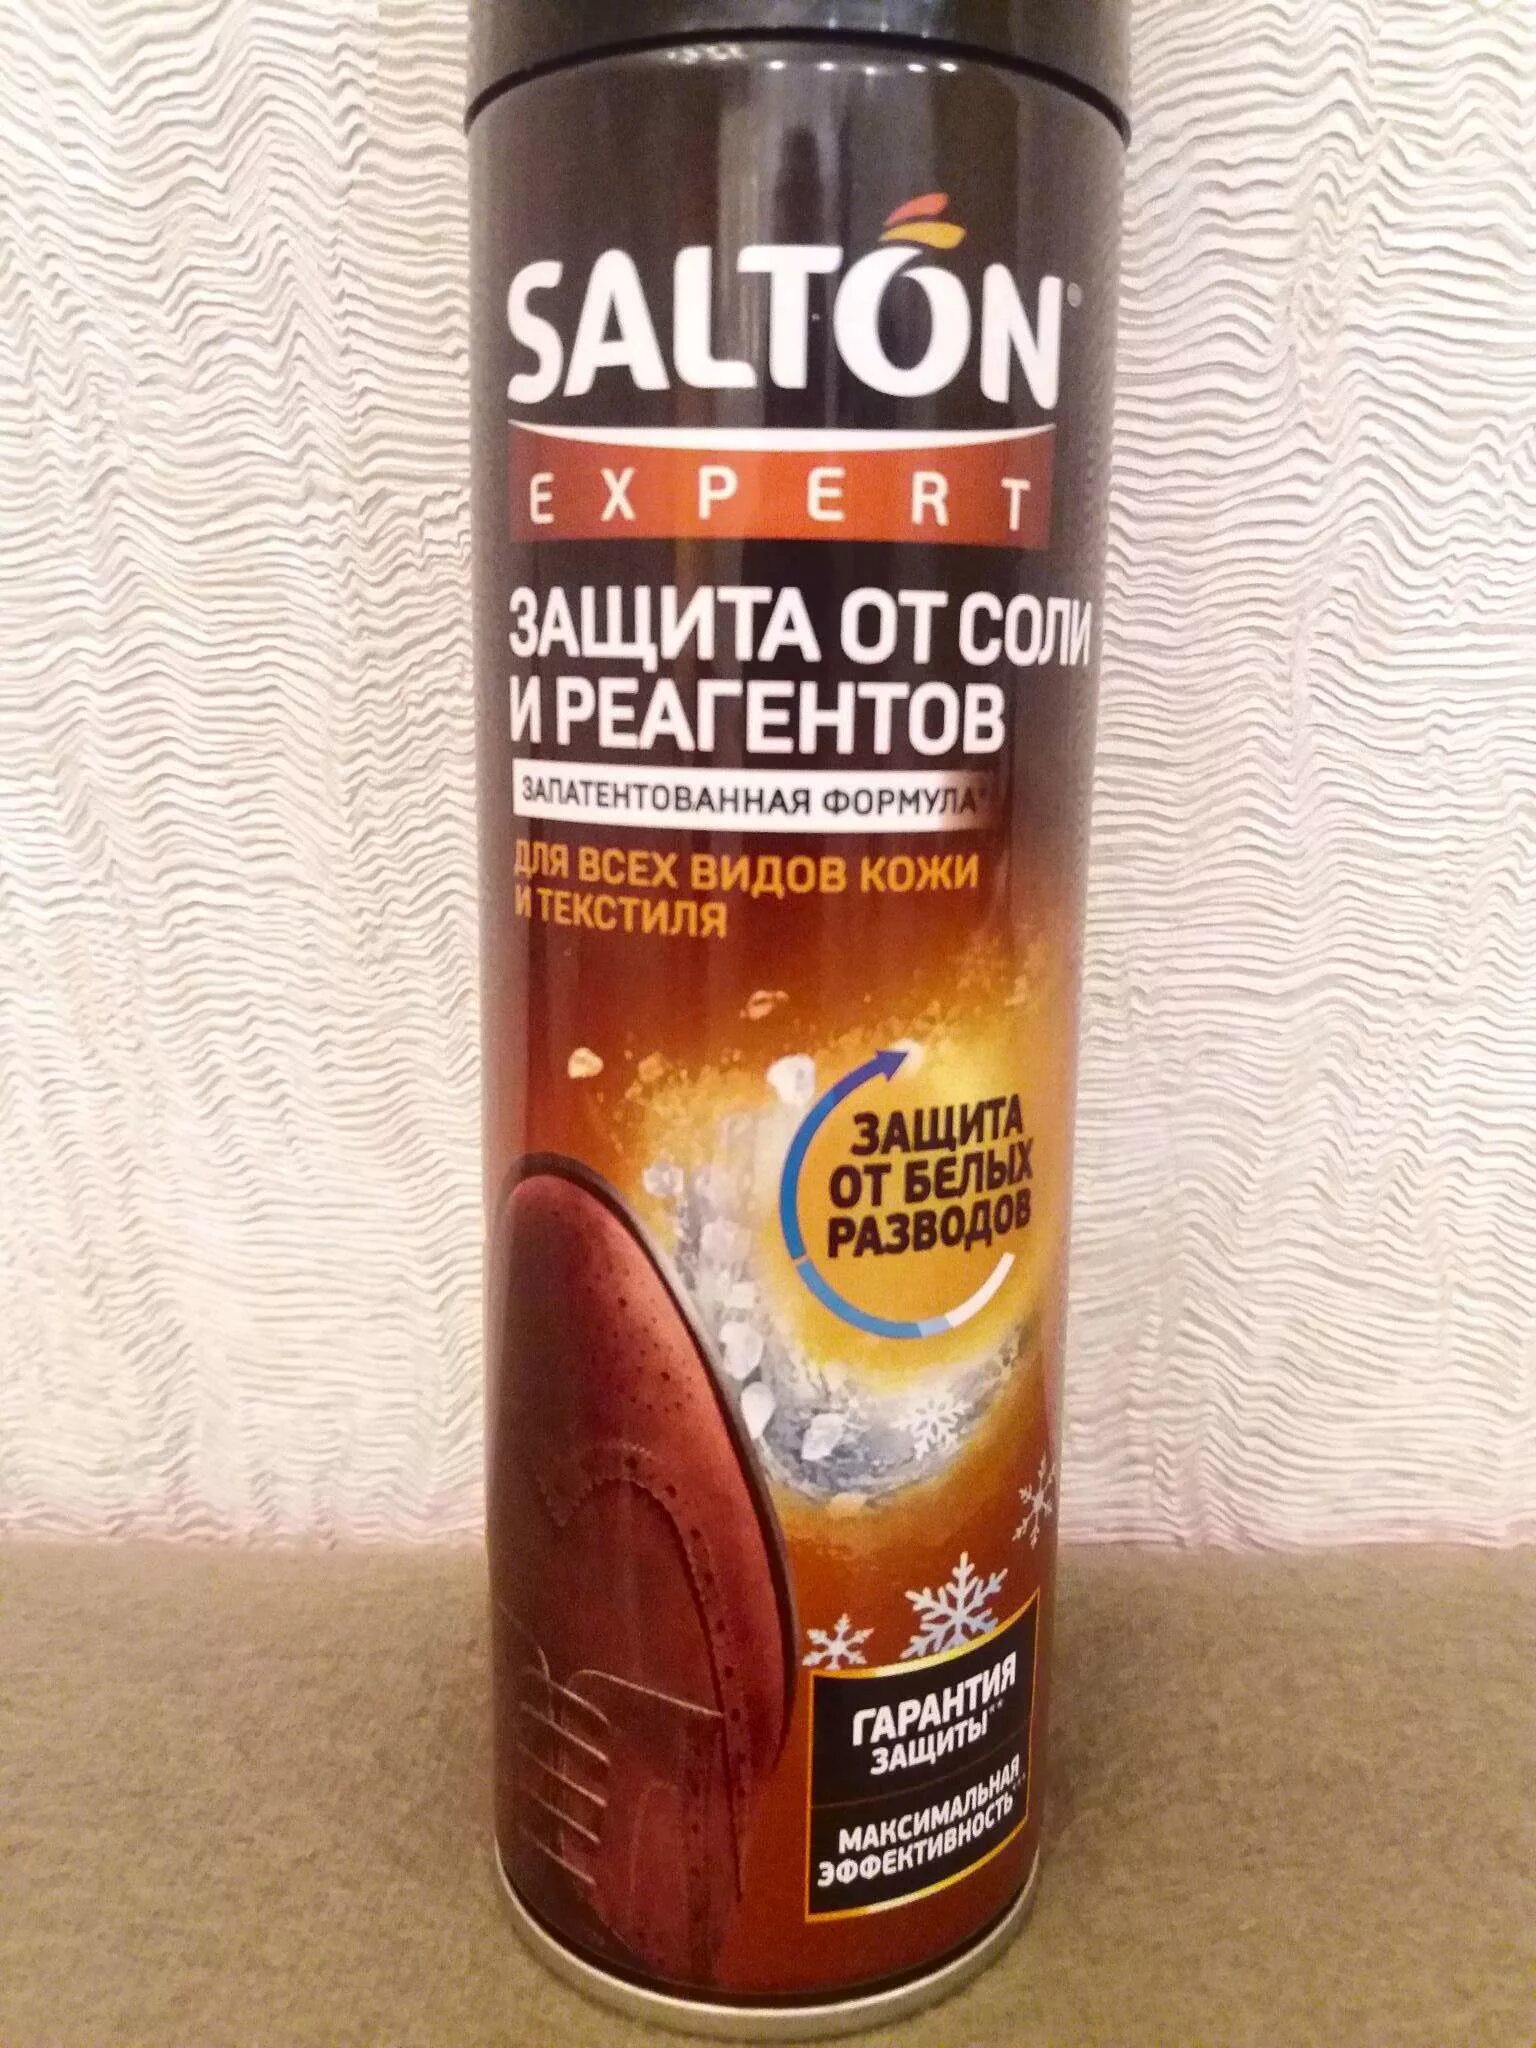 SALTON®
EXPERT
ЗАЩИТА ОТ СОЛИ
И РЕАГЕНТОВ
ЗАПАТЕНТОВАННАЯ ФОРМУЛА*
ДЛЯ ВСЕХ ВИДОВ КОЖИ
И ТЕКСТИЛЯ
ЗАЩИТА
ОТ БЕЛЫХ
РАЗВОДОВ
ГАРАНТИЯ
ЗАЩИТЫ**
МАКСИМАЛЬНАЯ
ЭФФЕКТИВНОСТЬ***